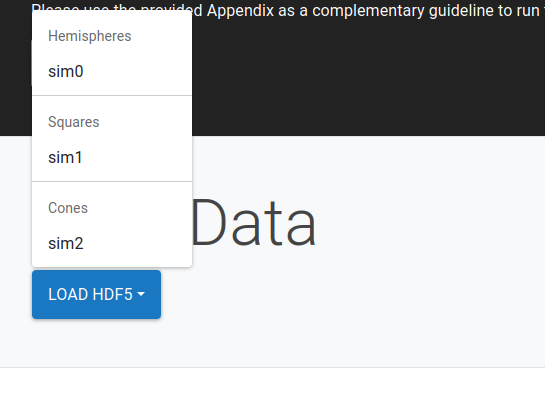 Please use the provided Appendix as a complementary guideline to run
Hemispheres
sim0
Squares
sim1
Cones
sim2
Data
LOAD HDF5